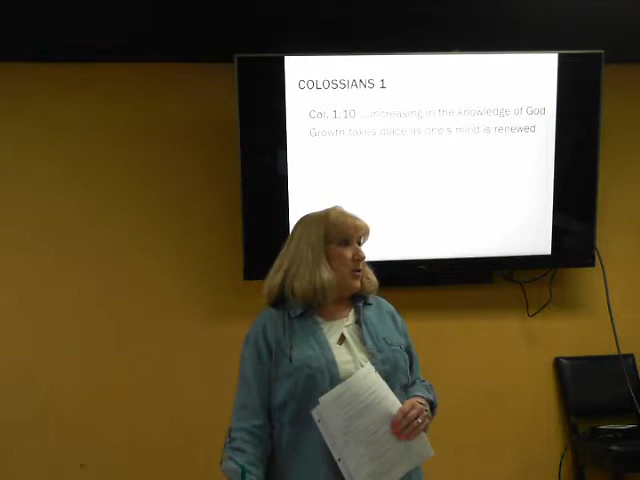 COLOSSIANS 1
Col. 1:10 ...increasing in the knowledge of God
Growth takes place as one's mind is renewed